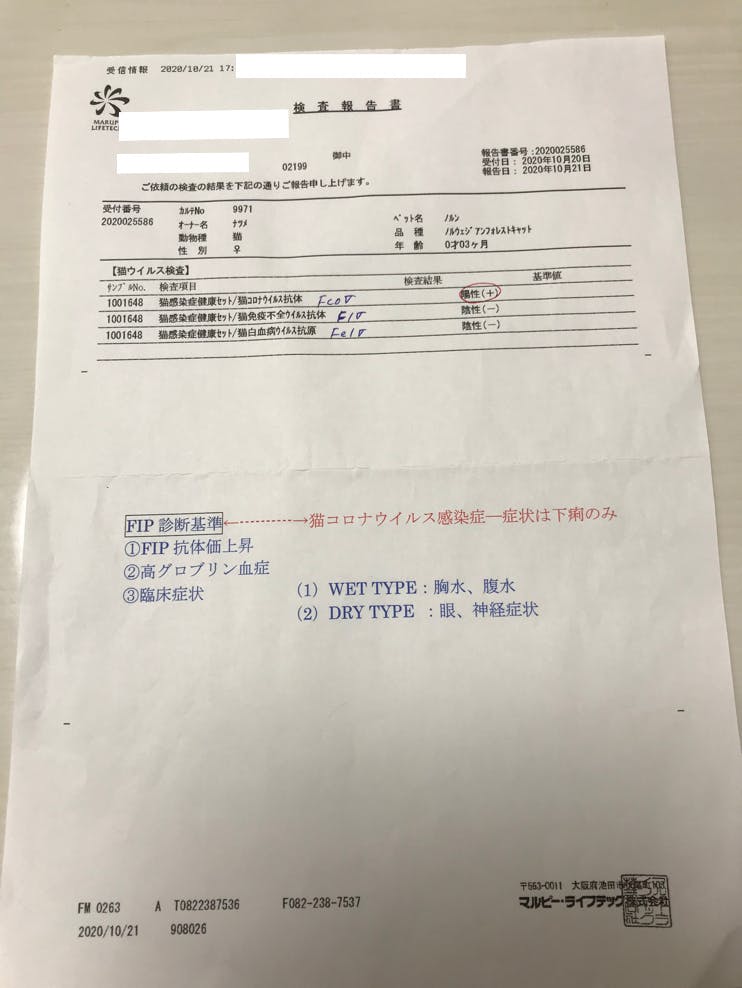 受信情報 2020/10/21 17:
検査報告書
MARUP
LIFETEC
御中
02199
報告書番号:2020025586
受付日: 2020年10月20日
報告日: 2020年10月21日
ご依頼の検査の結果を下記の通りご報告申し上げます。
受付番号 ｶﾙﾃNo 9971 ﾍﾟｯﾄ名 ﾉﾙﾝ
2020025586 ｵｰﾅｰ名 ﾅﾂﾒ 品種 ﾉﾙｳｪｼﾞｱﾝﾌｫﾚｽﾄｷｬｯﾄ
動物種 猫 年齢 0才03ヶ月
性別 ♀
【猫ウイルス検査】
ｻﾝﾌﾟﾙNo. 検査項目 検査結果 基準値
1001648 猫感染症健康セット/猫ｺﾛﾅｳｲﾙｽ抗体 FcoV 陽性(+)
1001648 猫感染症健康セット/猫免疫不全ｳｲﾙｽ抗体 FIV 陰性(-)
1001648 猫感染症健康セット/猫白血病ｳｲﾙｽ抗原 FelV 陰性(-)
FIP 診断基準←----------→猫コロナウイルス感染症―症状は下痢のみ
①FIP 抗体価上昇
②高グロブリン血症
③臨床症状 (1) WET TYPE:胸水、腹水
(2) DRY TYPE :眼、神経症状
〒563-0011 大阪府池田市
FM 0263 A T0822387536 F082-238-7537 マルピー・ライフテック株式会社
2020/10/21 908026